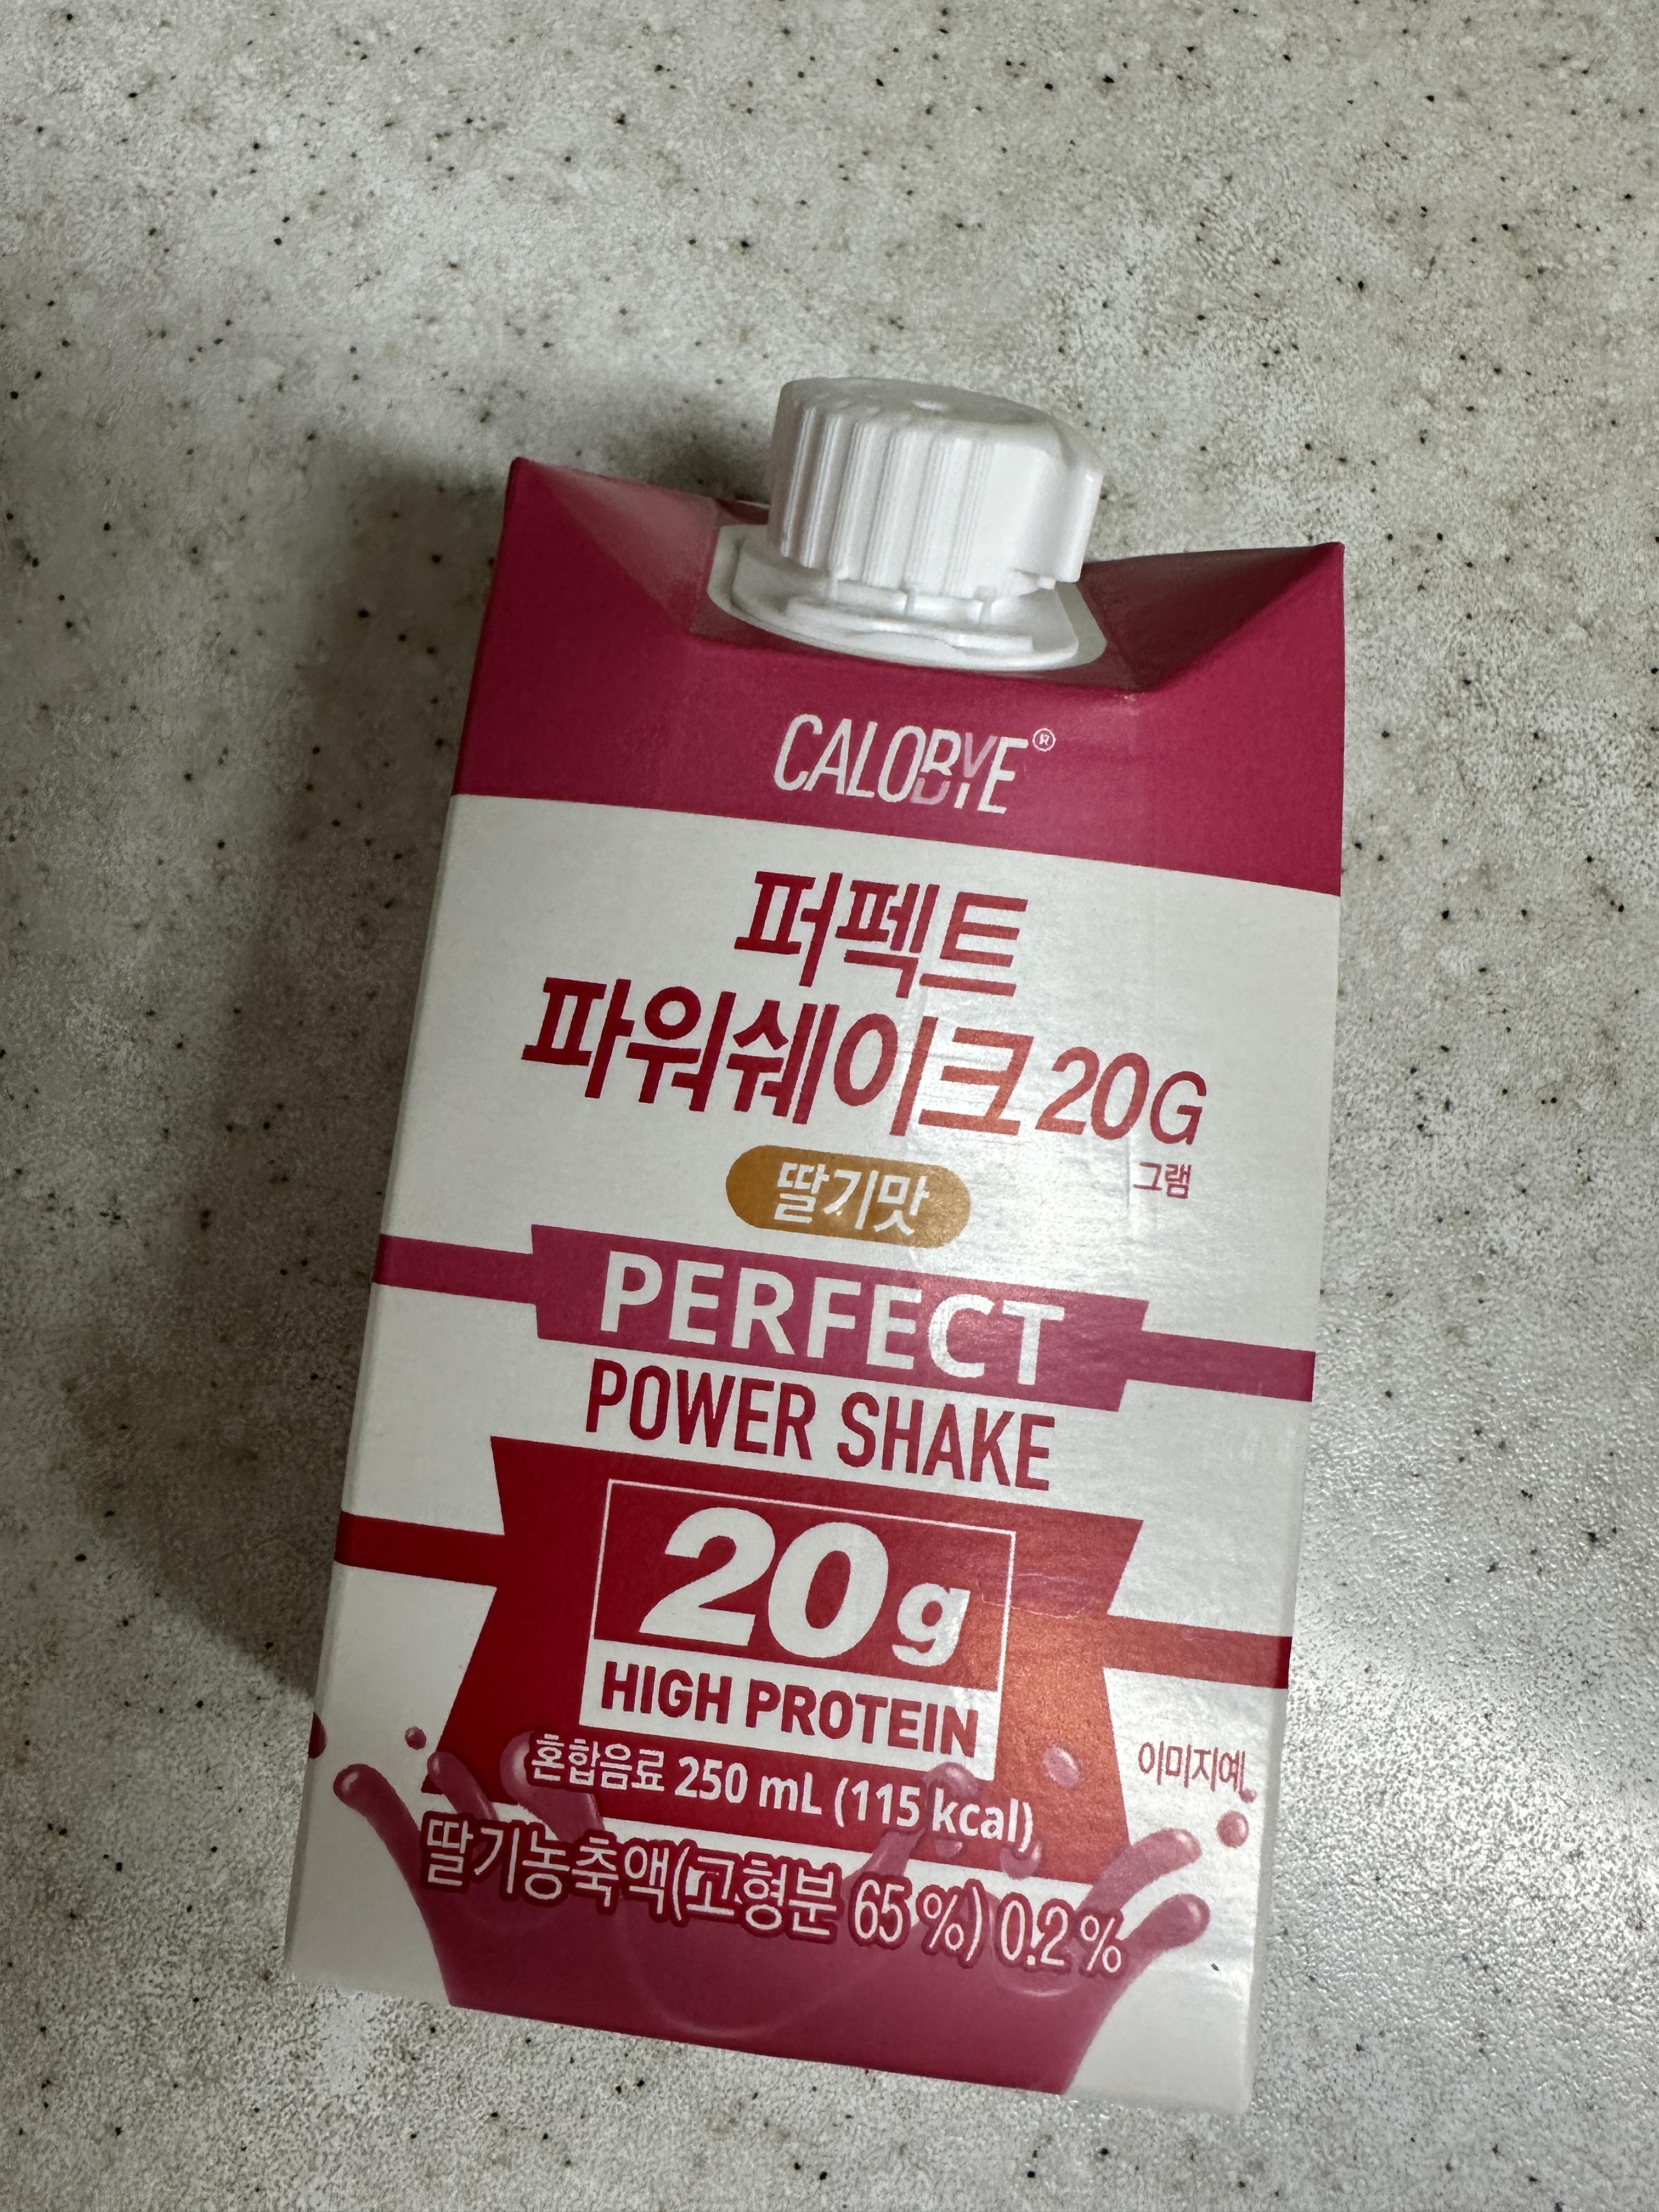 CALOBYE®
퍼펙트
파워쉐이크 20G
그램
딸기맛
PERFECT
POWER SHAKE
20g
HIGH PROTEIN
혼합음료 250 mL (115 kcal)
이미지예
딸기농축액(고형분 65 %) 0.2 %